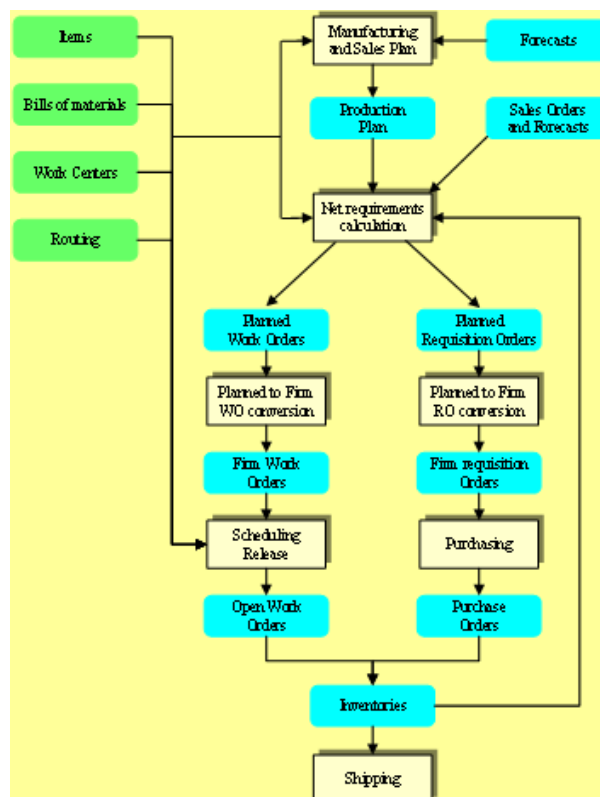 Items
Manufacturing
and Sales Plan
Forecasts
Bills of materials
Production
Plan
Sales Orders
and Forecasts
Work Centers
Net requirements
calculation
Routing
Planned
Work Orders
Planned
Requisition Orders
Planned to Firm
WO conversion
Planned to Firm
RO conversion
Firm Work
Orders
Firm requisition
Orders
Scheduling
Release
Purchasing
Open Work
Orders
Purchase
Orders
Inventories
Shipping